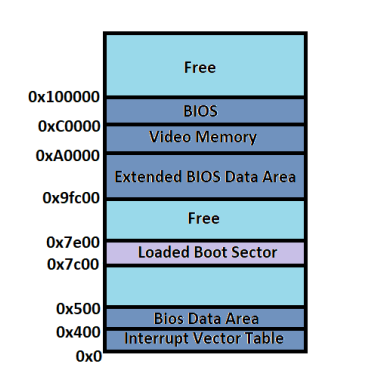 Free
0x100000
BIOS
0xC0000
Video Memory
0xA0000
Extended BIOS Data Area
0x9fc00
Free
0x7e00
Loaded Boot Sector
0x7c00
0x500
Bios Data Area
0x400
Interrupt Vector Table
0x0